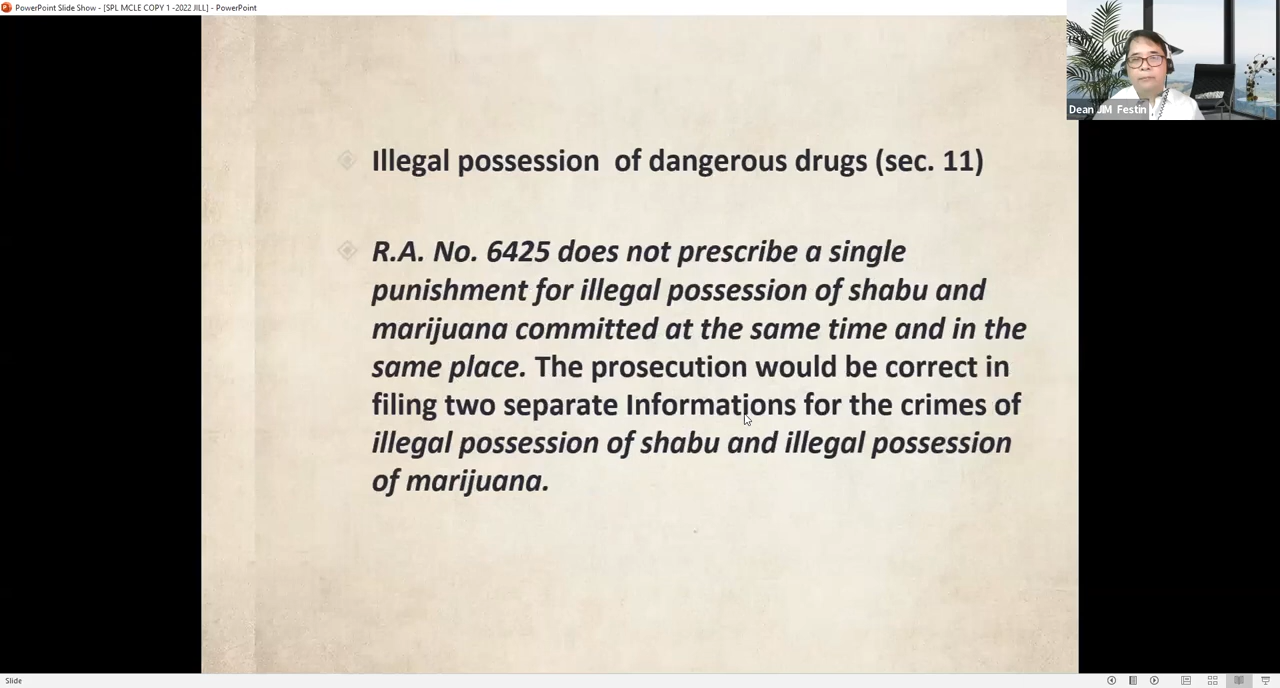 PowerPoint Slide Show - [SPL MCLE COPY 1 -2022 JILL] - PowerPoint
Dean JIM Festin
Illegal possession of dangerous drugs (sec. 11)
R.A. No. 6425 does not prescribe a single
punishment for illegal possession of shabu and
marijuana committed at the same time and in the
same place. The prosecution would be correct in
filing two separate Informations for the crimes of
illegal possession of shabu and illegal possession
of marijuana.
Slide